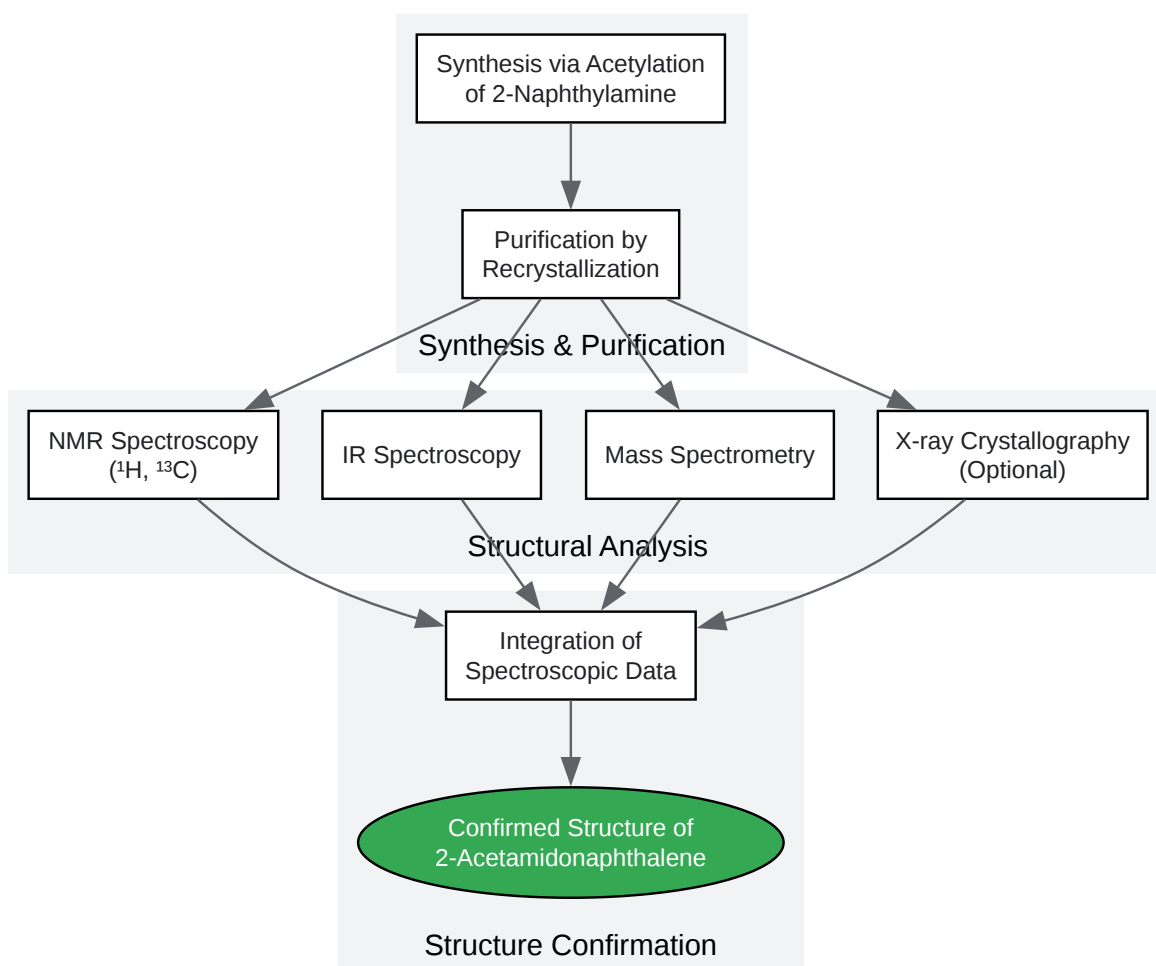 Synthesis via Acetylation
of 2-Naphthylamine
Purification by
Recrystallization
Synthesis & Purification
NMR Spectroscopy
(¹H, ¹³C)
IR Spectroscopy
Mass Spectrometry
X-ray Crystallography
(Optional)
Structural Analysis
Integration of
Spectroscopic Data
Confirmed Structure of
2-Acetamidonaphthalene
Structure Confirmation